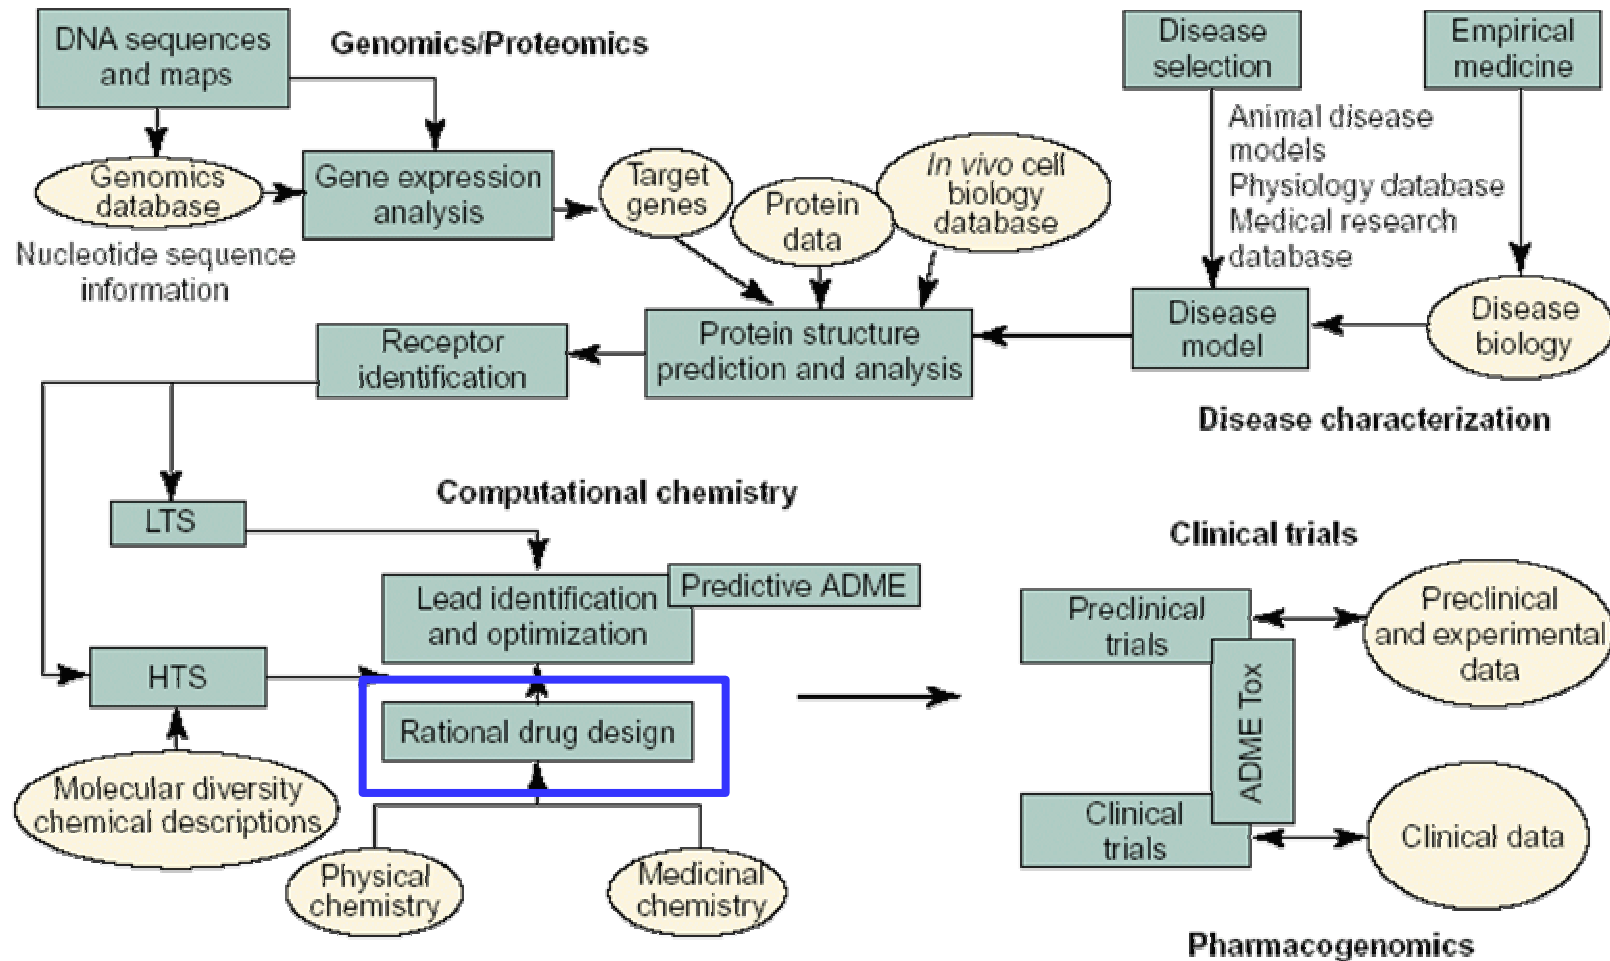 DNA sequences
and maps
Genomics/Proteomics
Disease
selection
Empirical
medicine
Genomics
database
Nucleotide sequence
information
Gene expression
analysis
Target
genes
Protein
data
In vivo cell
biology
database
Animal disease
models
Physiology database
Medical research
database
Receptor
identification
Protein structure
prediction and analysis
Disease
model
Disease
biology
Disease characterization
LTS
Computational chemistry
Lead identification
and optimization
Predictive ADME
HTS
Rational drug design
Molecular diversity
chemical descriptions
Physical
chemistry
Medicinal
chemistry
Clinical trials
Preclinical
trials
Preclinical
and experimental
data
ADME Tox
Clinical
trials
Clinical data
Pharmacogenomics